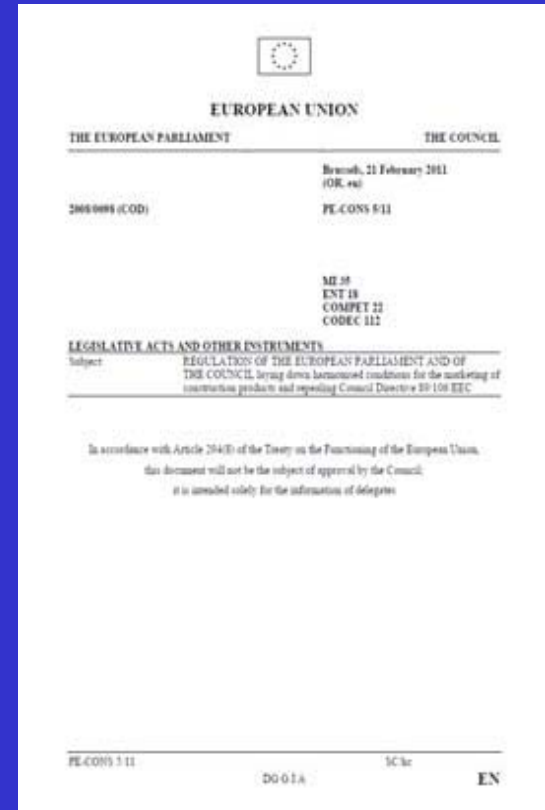 EUROPEAN UNION
THE EUROPEAN PARLIAMENT THE COUNCIL
Brussels, 21 February 2011
(OR. en)
2008/0098 (COD) PE-CONS 5/11
MI 35
ENT 18
COMPET 22
CODEC 112
LEGISLATIVE ACTS AND OTHER INSTRUMENTS
Subject: REGULATION OF THE EUROPEAN PARLIAMENT AND OF
THE COUNCIL laying down harmonised conditions for the marketing of
construction products and repealing Council Directive 89/106/EEC
In accordance with Article 294(8) of the Treaty on the Functioning of the European Union,
this document will not be the subject of approval by the Council;
it is intended solely for the information of delegates
PE-CONS 5/11
DG EN